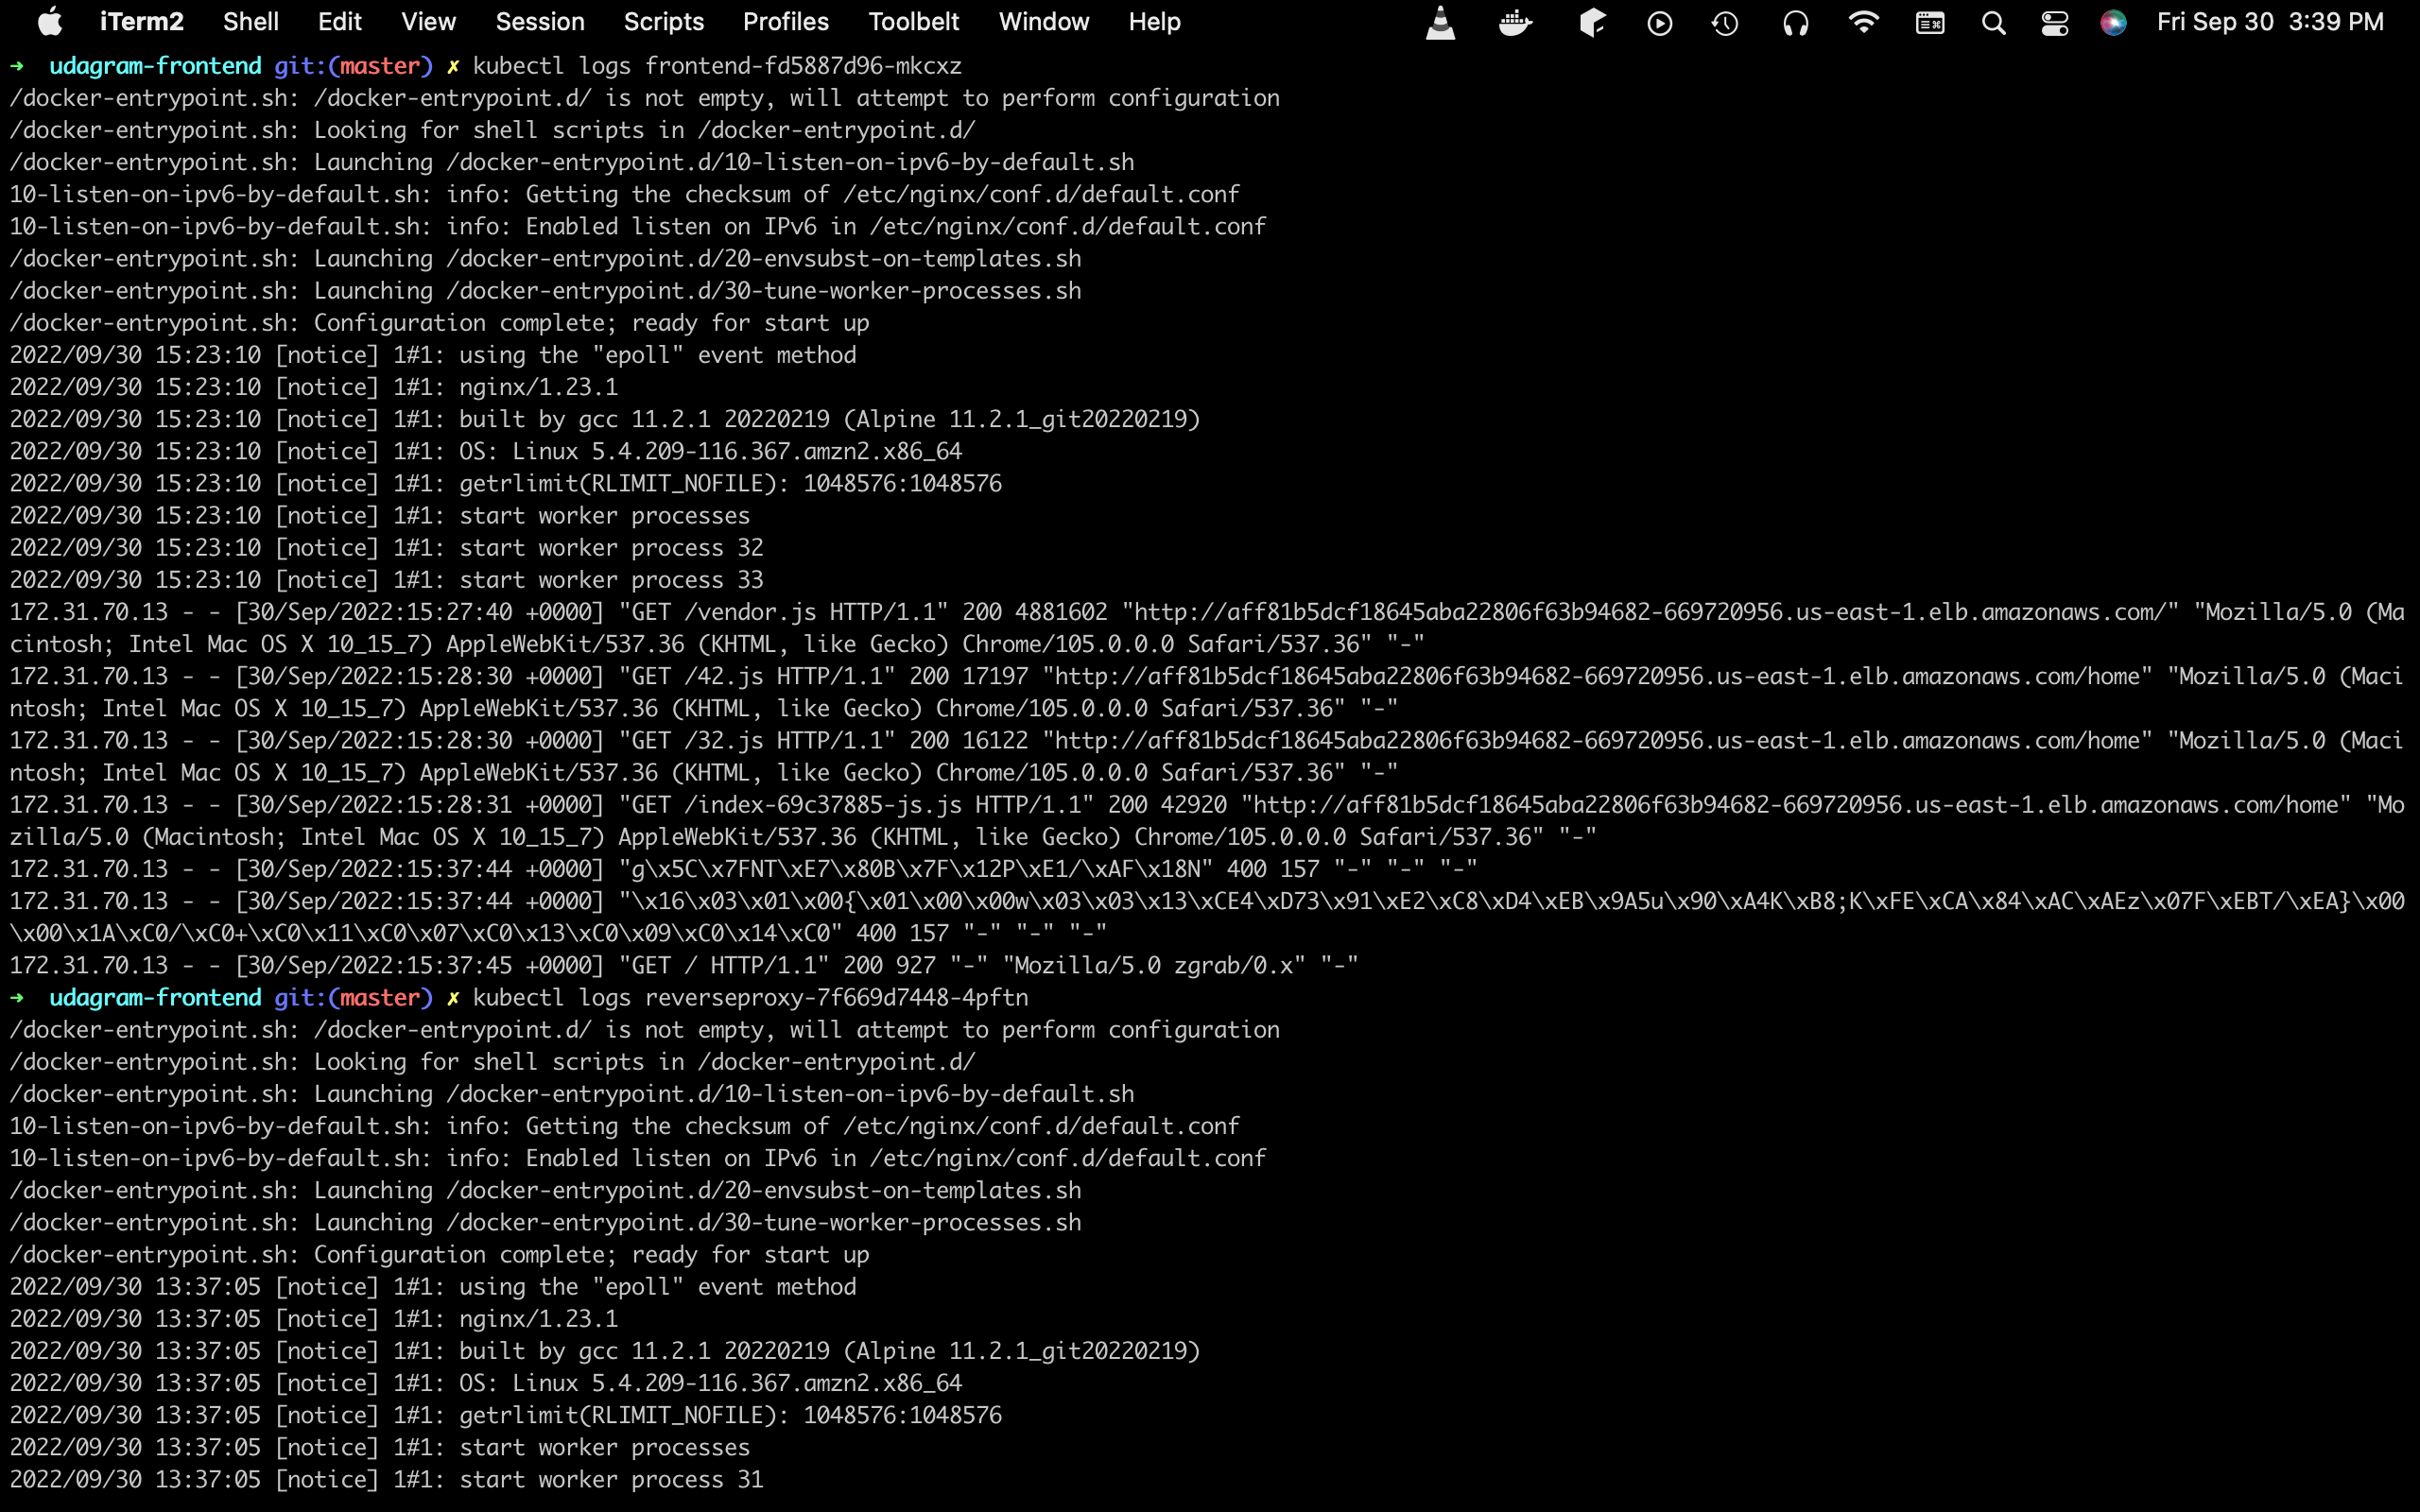 iTerm2 Shell Edit View Session Scripts Profiles Toolbelt Window Help Fri Sep 30 3:39 PM
➜ udagram-frontend git:(master) ✗ kubectl logs frontend-fd5887d96-mkcxz
/docker-entrypoint.sh: /docker-entrypoint.d/ is not empty, will attempt to perform configuration
/docker-entrypoint.sh: Looking for shell scripts in /docker-entrypoint.d/
/docker-entrypoint.sh: Launching /docker-entrypoint.d/10-listen-on-ipv6-by-default.sh
10-listen-on-ipv6-by-default.sh: info: Getting the checksum of /etc/nginx/conf.d/default.conf
10-listen-on-ipv6-by-default.sh: info: Enabled listen on IPv6 in /etc/nginx/conf.d/default.conf
/docker-entrypoint.sh: Launching /docker-entrypoint.d/20-envsubst-on-templates.sh
/docker-entrypoint.sh: Launching /docker-entrypoint.d/30-tune-worker-processes.sh
/docker-entrypoint.sh: Configuration complete; ready for start up
2022/09/30 15:23:10 [notice] 1#1: using the "epoll" event method
2022/09/30 15:23:10 [notice] 1#1: nginx/1.23.1
2022/09/30 15:23:10 [notice] 1#1: built by gcc 11.2.1 20220219 (Alpine 11.2.1_git20220219)
2022/09/30 15:23:10 [notice] 1#1: OS: Linux 5.4.209-116.367.amzn2.x86_64
2022/09/30 15:23:10 [notice] 1#1: getrlimit(RLIMIT_NOFILE): 1048576:1048576
2022/09/30 15:23:10 [notice] 1#1: start worker processes
2022/09/30 15:23:10 [notice] 1#1: start worker process 32
2022/09/30 15:23:10 [notice] 1#1: start worker process 33
172.31.70.13 - - [30/Sep/2022:15:27:40 +0000] "GET /vendor.js HTTP/1.1" 200 4881602 "http://aff81b5dcf18645aba22806f63b94682-669720956.us-east-1.elb.amazonaws.com/" "Mozilla/5.0 (Ma
cintosh; Intel Mac OS X 10_15_7) AppleWebKit/537.36 (KHTML, like Gecko) Chrome/105.0.0.0 Safari/537.36" "-"
172.31.70.13 - - [30/Sep/2022:15:28:30 +0000] "GET /42.js HTTP/1.1" 200 17197 "http://aff81b5dcf18645aba22806f63b94682-669720956.us-east-1.elb.amazonaws.com/home" "Mozilla/5.0 (Maci
ntosh; Intel Mac OS X 10_15_7) AppleWebKit/537.36 (KHTML, like Gecko) Chrome/105.0.0.0 Safari/537.36" "-"
172.31.70.13 - - [30/Sep/2022:15:28:30 +0000] "GET /32.js HTTP/1.1" 200 16122 "http://aff81b5dcf18645aba22806f63b94682-669720956.us-east-1.elb.amazonaws.com/home" "Mozilla/5.0 (Maci
ntosh; Intel Mac OS X 10_15_7) AppleWebKit/537.36 (KHTML, like Gecko) Chrome/105.0.0.0 Safari/537.36" "-"
172.31.70.13 - - [30/Sep/2022:15:28:31 +0000] "GET /index-69c37885-js.js HTTP/1.1" 200 42920 "http://aff81b5dcf18645aba22806f63b94682-669720956.us-east-1.elb.amazonaws.com/home" "Mo
zilla/5.0 (Macintosh; Intel Mac OS X 10_15_7) AppleWebKit/537.36 (KHTML, like Gecko) Chrome/105.0.0.0 Safari/537.36" "-"
172.31.70.13 - - [30/Sep/2022:15:37:44 +0000] "g\x5C\x7FNT\xE7\x80B\x7F\x12P\xE1/\xAF\x18N" 400 157 "-" "-" "-"
172.31.70.13 - - [30/Sep/2022:15:37:44 +0000] "\x16\x03\x01\x00{\x01\x00\x00w\x03\x03\x13\xCE4\xD73\x91\xE2\xC8\xD4\xEB\x9A5u\x90\xA4K\xB8;K\xFE\xCA\x84\xAC\xAEz\x07F\xEBT/\xEA}\x00
\x00\x1A\xC0/\xC0+\xC0\x11\xC0\x07\xC0\x13\xC0\x09\xC0\x14\xC0" 400 157 "-" "-" "-"
172.31.70.13 - - [30/Sep/2022:15:37:45 +0000] "GET / HTTP/1.1" 200 927 "-" "Mozilla/5.0 zgrab/0.x" "-"
➜ udagram-frontend git:(master) ✗ kubectl logs reverseproxy-7f669d7448-4pftn
/docker-entrypoint.sh: /docker-entrypoint.d/ is not empty, will attempt to perform configuration
/docker-entrypoint.sh: Looking for shell scripts in /docker-entrypoint.d/
/docker-entrypoint.sh: Launching /docker-entrypoint.d/10-listen-on-ipv6-by-default.sh
10-listen-on-ipv6-by-default.sh: info: Getting the checksum of /etc/nginx/conf.d/default.conf
10-listen-on-ipv6-by-default.sh: info: Enabled listen on IPv6 in /etc/nginx/conf.d/default.conf
/docker-entrypoint.sh: Launching /docker-entrypoint.d/20-envsubst-on-templates.sh
/docker-entrypoint.sh: Launching /docker-entrypoint.d/30-tune-worker-processes.sh
/docker-entrypoint.sh: Configuration complete; ready for start up
2022/09/30 13:37:05 [notice] 1#1: using the "epoll" event method
2022/09/30 13:37:05 [notice] 1#1: nginx/1.23.1
2022/09/30 13:37:05 [notice] 1#1: built by gcc 11.2.1 20220219 (Alpine 11.2.1_git20220219)
2022/09/30 13:37:05 [notice] 1#1: OS: Linux 5.4.209-116.367.amzn2.x86_64
2022/09/30 13:37:05 [notice] 1#1: getrlimit(RLIMIT_NOFILE): 1048576:1048576
2022/09/30 13:37:05 [notice] 1#1: start worker processes
2022/09/30 13:37:05 [notice] 1#1: start worker process 31